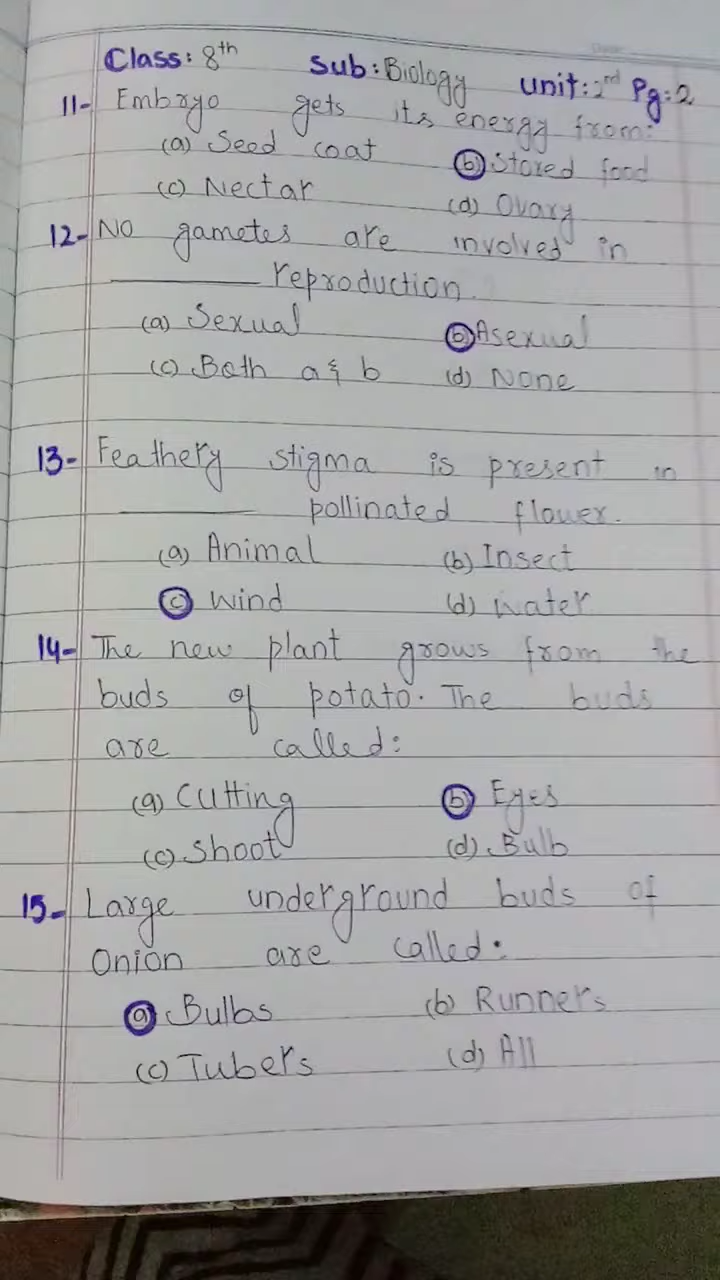 Class: 8th Sub: Biology unit: 2nd Pg: 2
11- Embryo gets its energy from:
(a) Seed coat (b) Stored food
(c) Nectar (d) Ovary
12- No gametes are involved in
__________ reproduction.
(a) Sexual (b) Asexual
(c) Both a & b (d) None
13- Feathery stigma is present in
__________ pollinated flower.
(a) Animal (b) Insect
(c) Wind (d) Water
14- The new plant grows from the
buds of potato. The buds
are called:
(a) Cutting (b) Eyes
(c) Shoot (d) Bulb
15- Large underground buds of
Onion are called:
(a) Bulbs (b) Runners
(c) Tubers (d) All